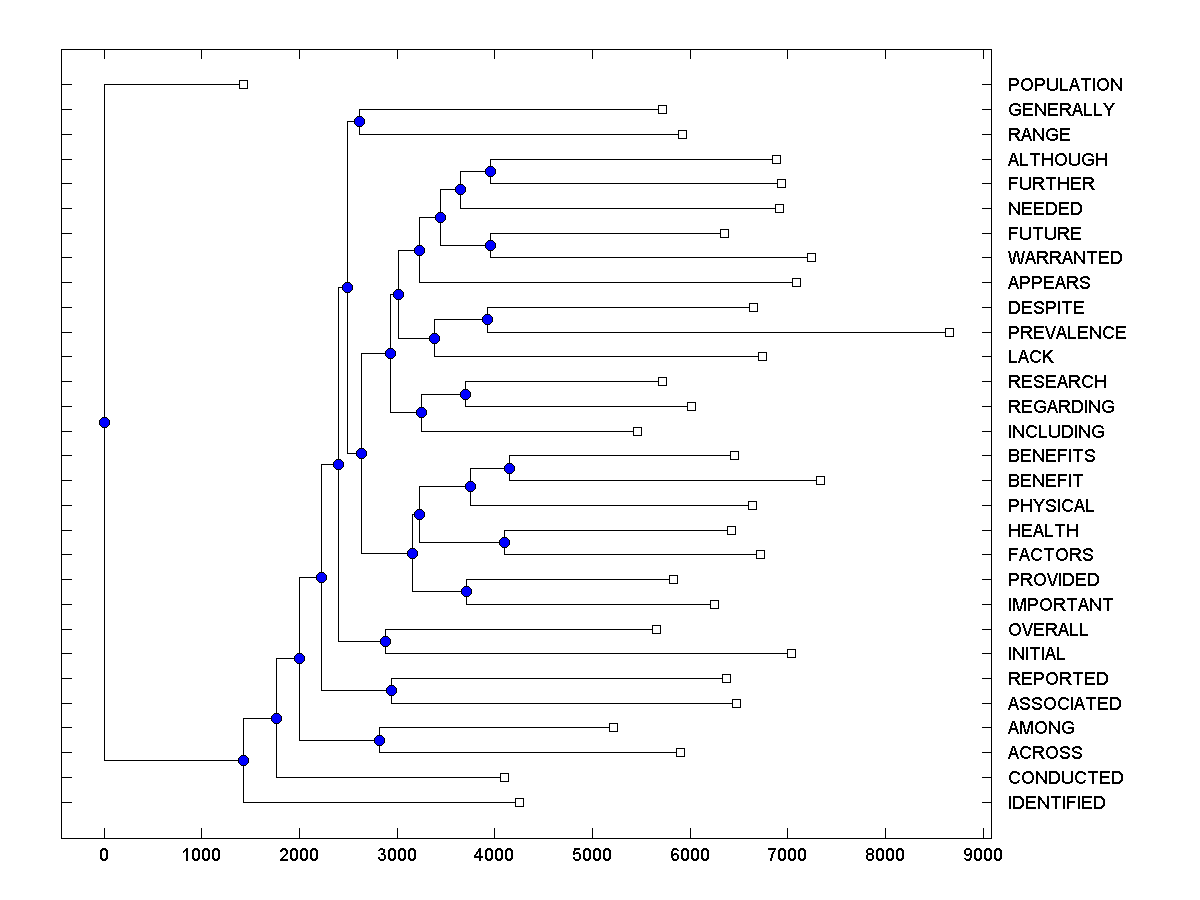 POPULATION
GENERALLY
RANGE
ALTHOUGH
FURTHER
NEEDED
FUTURE
WARRANTED
APPEARS
DESPITE
PREVALENCE
LACK
RESEARCH
REGARDING
INCLUDING
BENEFITS
BENEFIT
PHYSICAL
HEALTH
FACTORS
PROVIDED
IMPORTANT
OVERALL
INITIAL
REPORTED
ASSOCIATED
AMONG
ACROSS
CONDUCTED
IDENTIFIED
0 1000 2000 3000 4000 5000 6000 7000 8000 9000